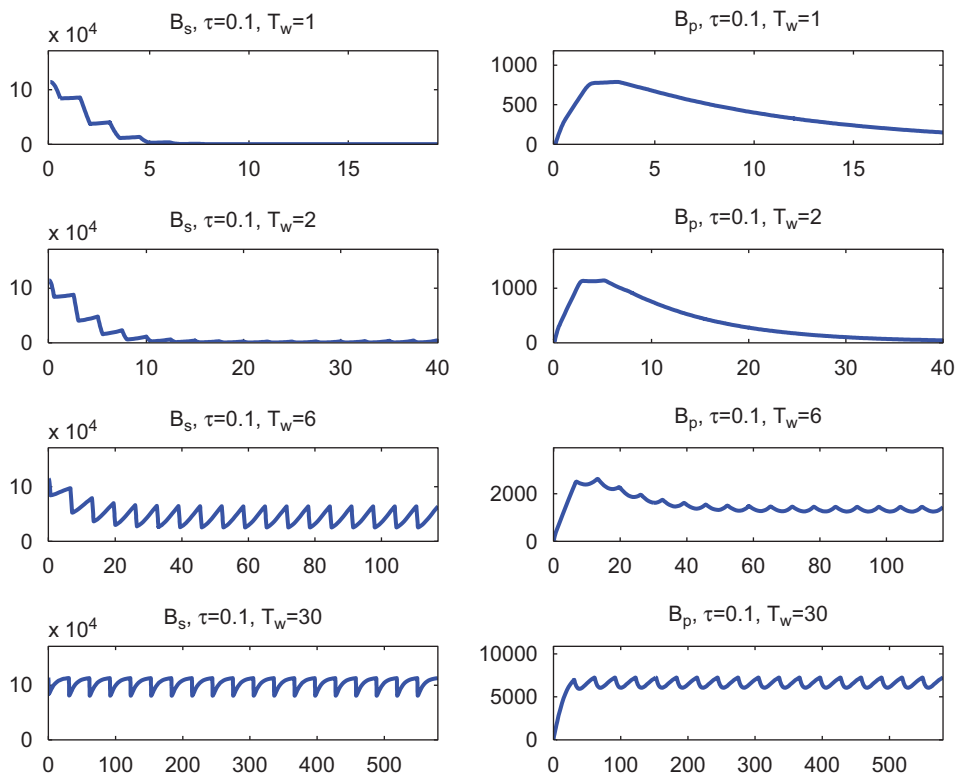 B_s, τ=0.1, T_w=1
x 10^4
10
0
0 5 10 15
B_p, τ=0.1, T_w=1
1000
500
0
0 5 10 15
B_s, τ=0.1, T_w=2
x 10^4
10
0
0 10 20 30 40
B_p, τ=0.1, T_w=2
1000
0
0 10 20 30 40
B_s, τ=0.1, T_w=6
x 10^4
10
0
0 20 40 60 80 100
B_p, τ=0.1, T_w=6
2000
0
0 20 40 60 80 100
B_s, τ=0.1, T_w=30
x 10^4
10
0
0 100 200 300 400 500
B_p, τ=0.1, T_w=30
10000
5000
0
0 100 200 300 400 500